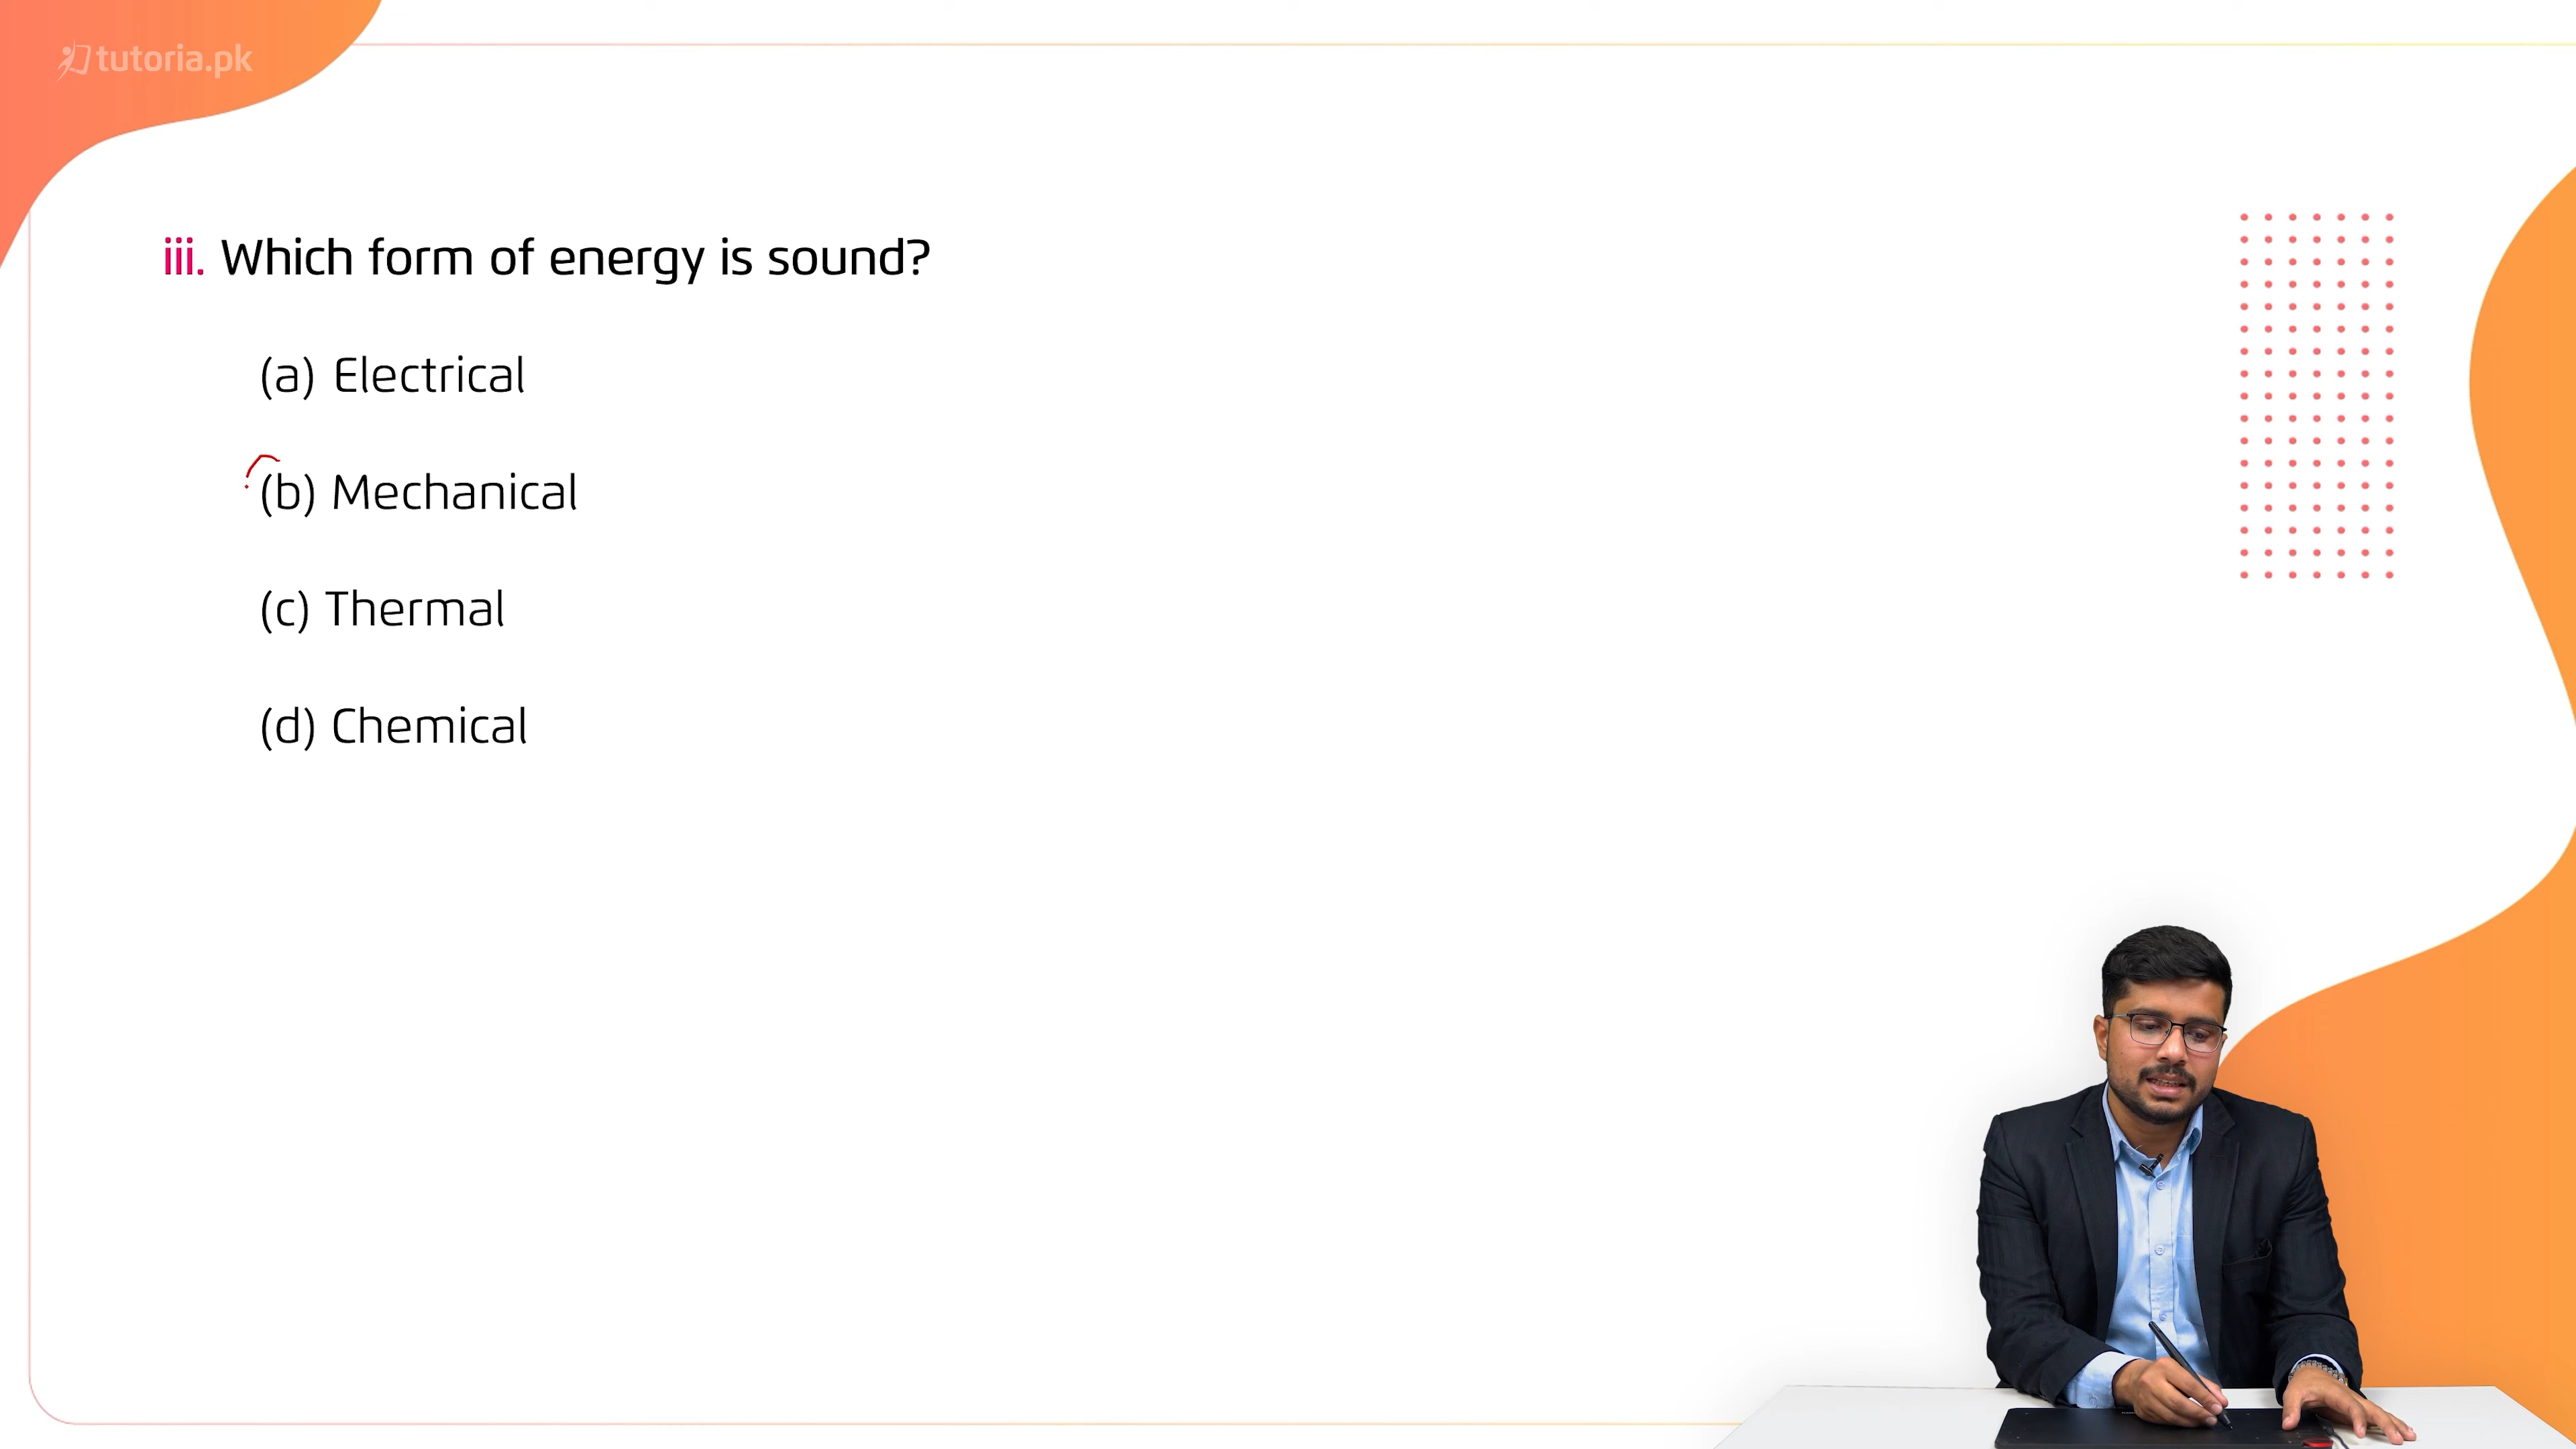 tutoria.pk
iii. Which form of energy is sound?
(a) Electrical
(b) Mechanical
(c) Thermal
(d) Chemical